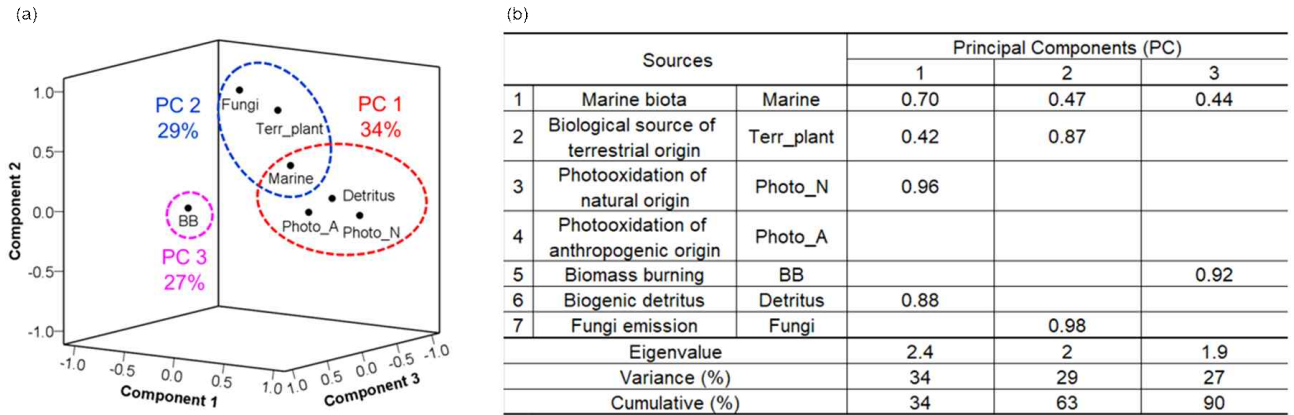 (a)
PC 2
29%
PC 1
34%
PC 3
27%
Fungi
Terr_plant
Marine
Detritus
Photo_A
Photo_N
BB
Component 2
1.0
0.5
0.0
-0.5
-1.0
-1.0
-0.5
0.0
0.5
1.0
Component 1
1.0
0.5
0.0
-0.5
-1.0
Component 3
(b)
Sources Principal Components (PC)
1 2 3
1 Marine biota Marine 0.70 0.47 0.44
2 Biological source of
terrestrial origin Terr_plant 0.42 0.87
3 Photooxidation of
natural origin Photo_N 0.96
4 Photooxidation of
anthropogenic origin Photo_A
5 Biomass burning BB 0.92
6 Biogenic detritus Detritus 0.88
7 Fungi emission Fungi 0.98
Eigenvalue 2.4 2 1.9
Variance (%) 34 29 27
Cumulative (%) 34 63 90